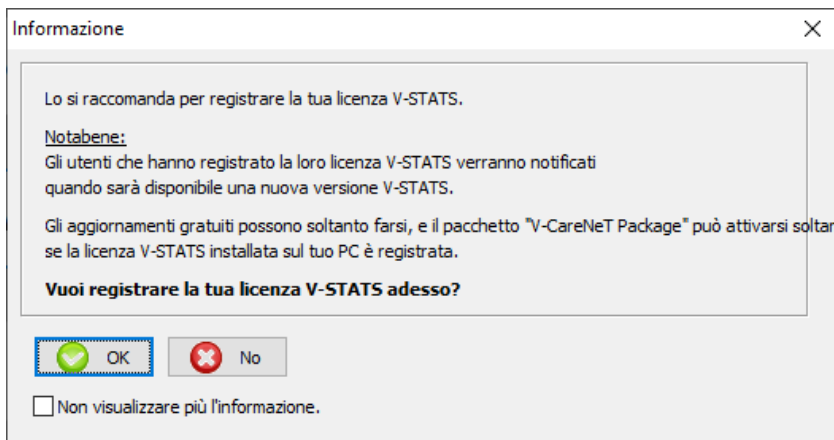 Informazione
Lo si raccomanda per registrare la tua licenza V-STATS.
Notabene:
Gli utenti che hanno registrato la loro licenza V-STATS verranno notificati
quando sarà disponibile una nuova versione V-STATS.
Gli aggiornamenti gratuiti possono soltanto farsi, e il pacchetto "V-CareNeT Package" può attivarsi soltan
se la licenza V-STATS installata sul tuo PC è registrata.
Vuoi registrare la tua licenza V-STATS adesso?
OK No
Non visualizzare più l'informazione.